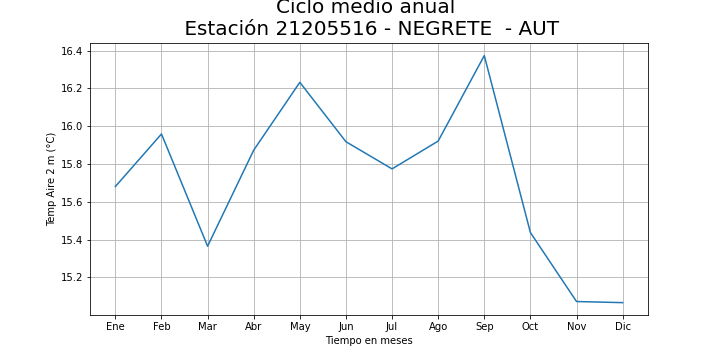 Ciclo medio anual
Estación 21205516 - NEGRETE - AUT
16.4
16.2
16.0
15.8
15.6
15.4
15.2
Temp Aire 2 m (°C)
Ene Feb Mar Abr May Jun Jul Ago Sep Oct Nov Dic
Tiempo en meses